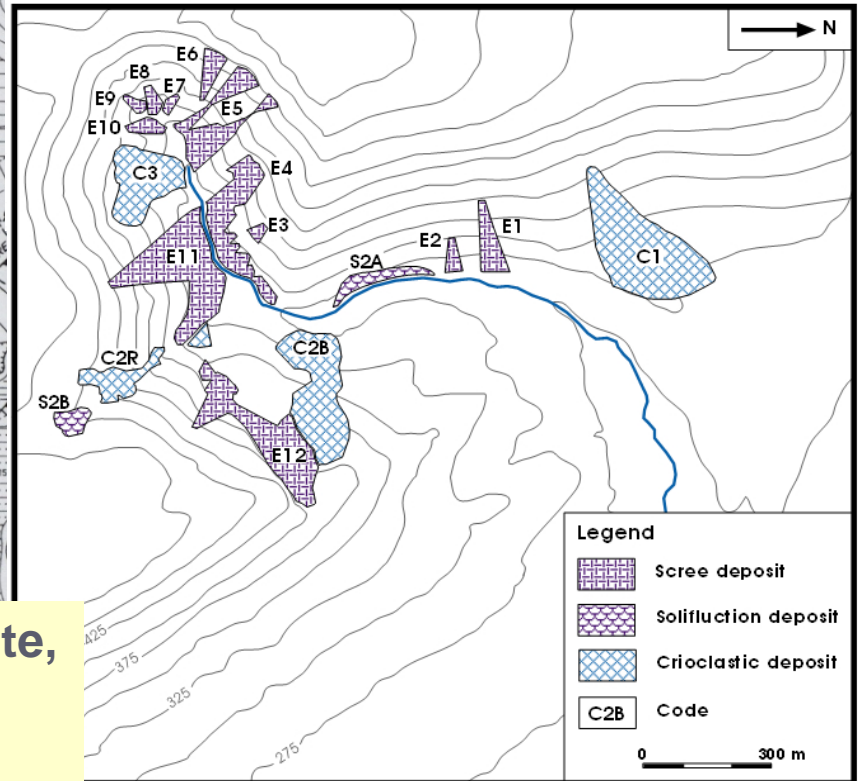 N
E6
E8
E7
E9
E5
E10
C3
E4
E3
E1
E2
E11
S2A
C1
C2B
C2R
S2B
E12
Legend
Scree deposit
Solifluction deposit
Crioclastic deposit
C2B Code
0 300 m
425
375
325
275
te,